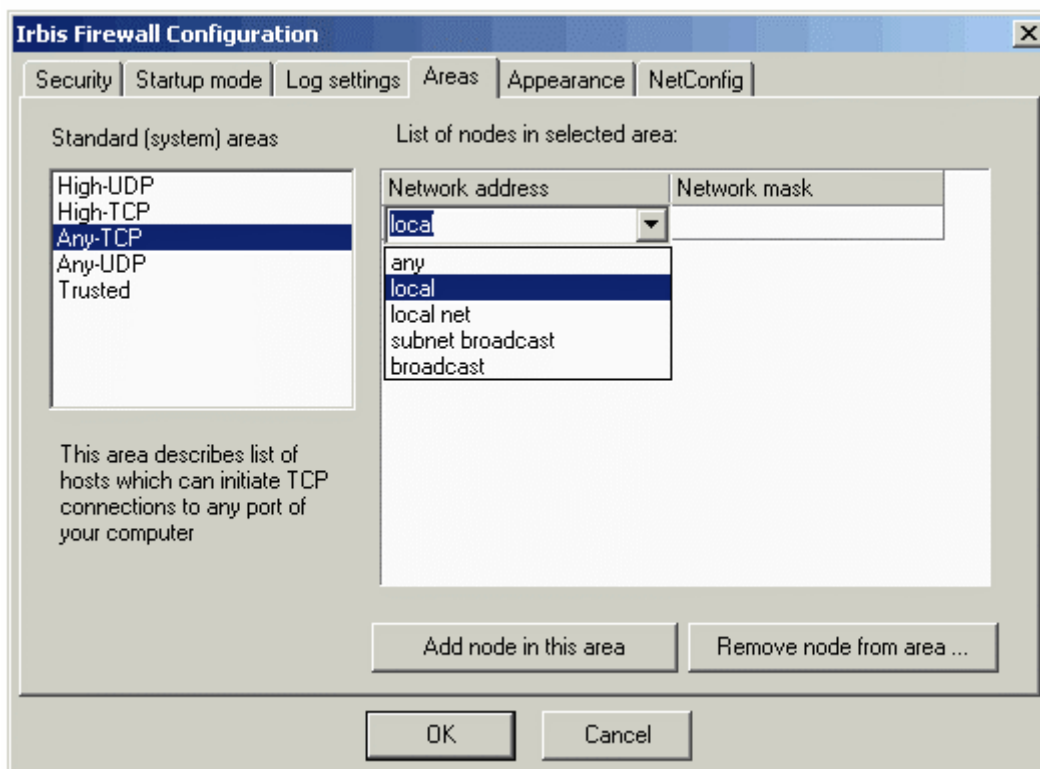 Irbis Firewall Configuration
Security Startup mode Log settings Areas Appearance NetConfig
Standard (system) areas
List of nodes in selected area:
High-UDP
High-TCP
Any-TCP
Any-UDP
Trusted
Network address Network mask
local
any
local
local net
subnet broadcast
broadcast
This area describes list of
hosts which can initiate TCP
connections to any port of
your computer
Add node in this area Remove node from area ...
OK Cancel